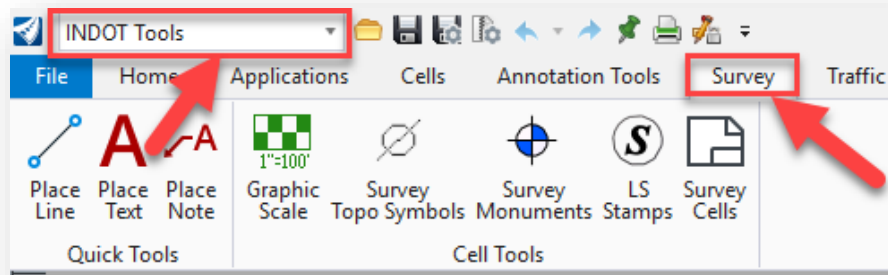 INDOT Tools
File Home Applications Cells Annotation Tools Survey Traffic
A A
1"=100' S
Place Place Place Graphic Survey Survey LS Survey
Line Text Note Scale Topo Symbols Monuments Stamps Cells
Quick Tools Cell Tools